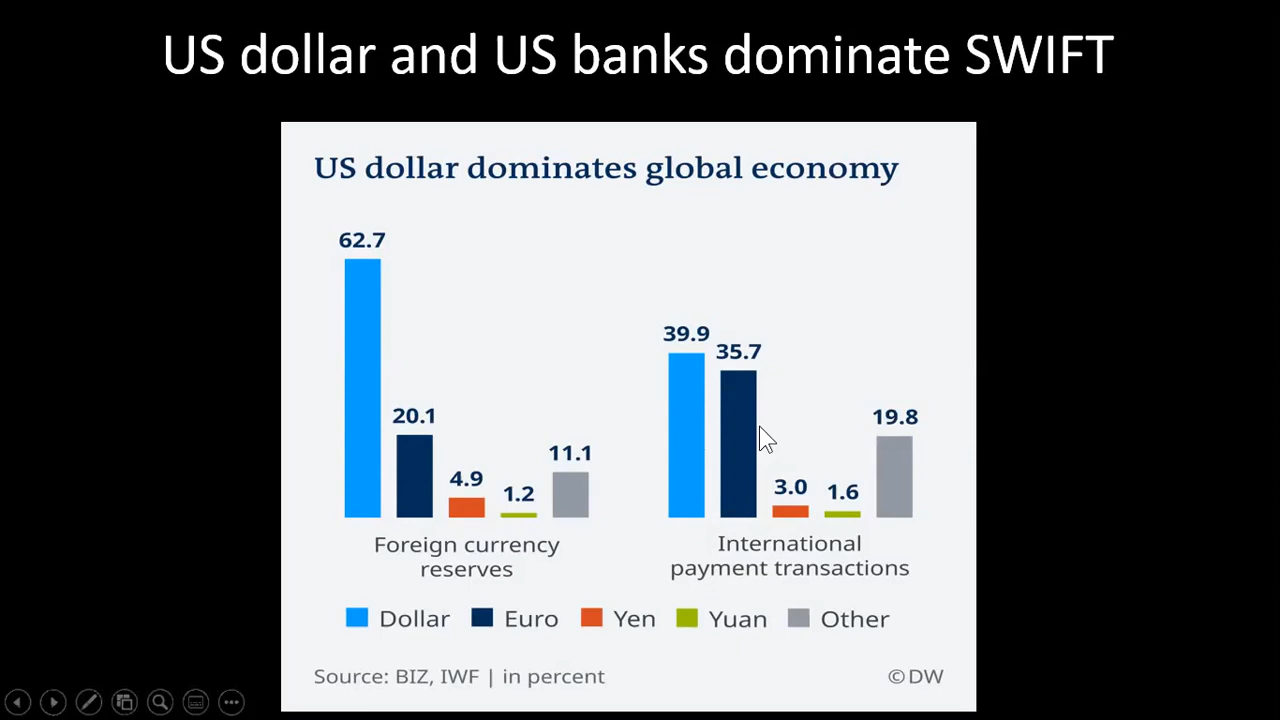 US dollar and US banks dominate SWIFT
US dollar dominates global economy
62.7
20.1
4.9
1.2
11.1
39.9
35.7
3.0
1.6
19.8
Foreign currency
reserves
International
payment transactions
Dollar Euro Yen Yuan Other
Source: BIZ, IWF | in percent
©DW